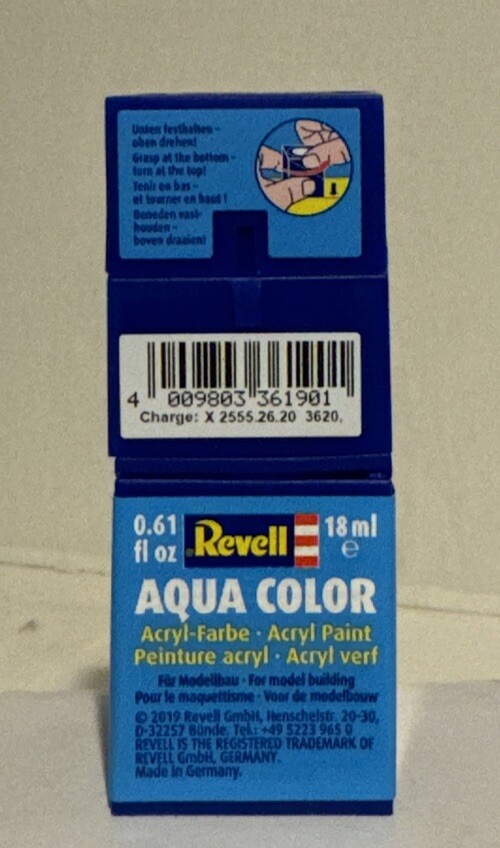 Unten festhalten -
oben drehen!
Grasp at the bottom -
turn at the top!
Tenir en bas -
et tourner en haut !
Beneden vast-
houden -
boven draaien!
4 009803 361901
Charge: X 2555.26.20 3620,
0.61
fl oz
Revell
18 ml
℮
AQUA COLOR
Acryl-Farbe · Acryl Paint
Peinture acryl · Acryl verf
Für Modellbau · For model building
Pour le maquettisme · Voor de modelbouw
© 2019 Revell GmbH, Henschelstr. 20-30,
D-32257 Bünde. Tel.: +49 5223 965 0
REVELL IS THE REGISTERED TRADEMARK OF
REVELL GmbH, GERMANY.
Made in Germany.